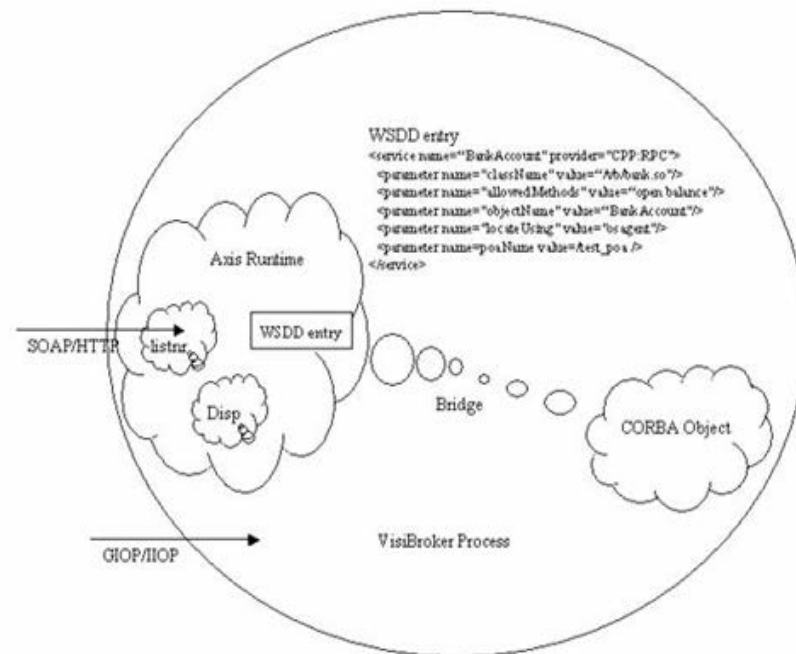 WSDD entry
<service name="BankAccount" provider="CPP:RPC">
<parameter name="className" value="/vb/bank.so"/>
<parameter name="allowedMethods" value="open balance"/>
<parameter name="objectName" value="BankAccount"/>
<parameter name="locateUsing" value="osagent"/>
<parameter name=poaName value=/test_poa />
</service>
Axis Runtime
WSDD entry
SOAP/HTTP
listnr
Disp
Bridge
CORBA Object
GIOP/IIOP
VisiBroker Process